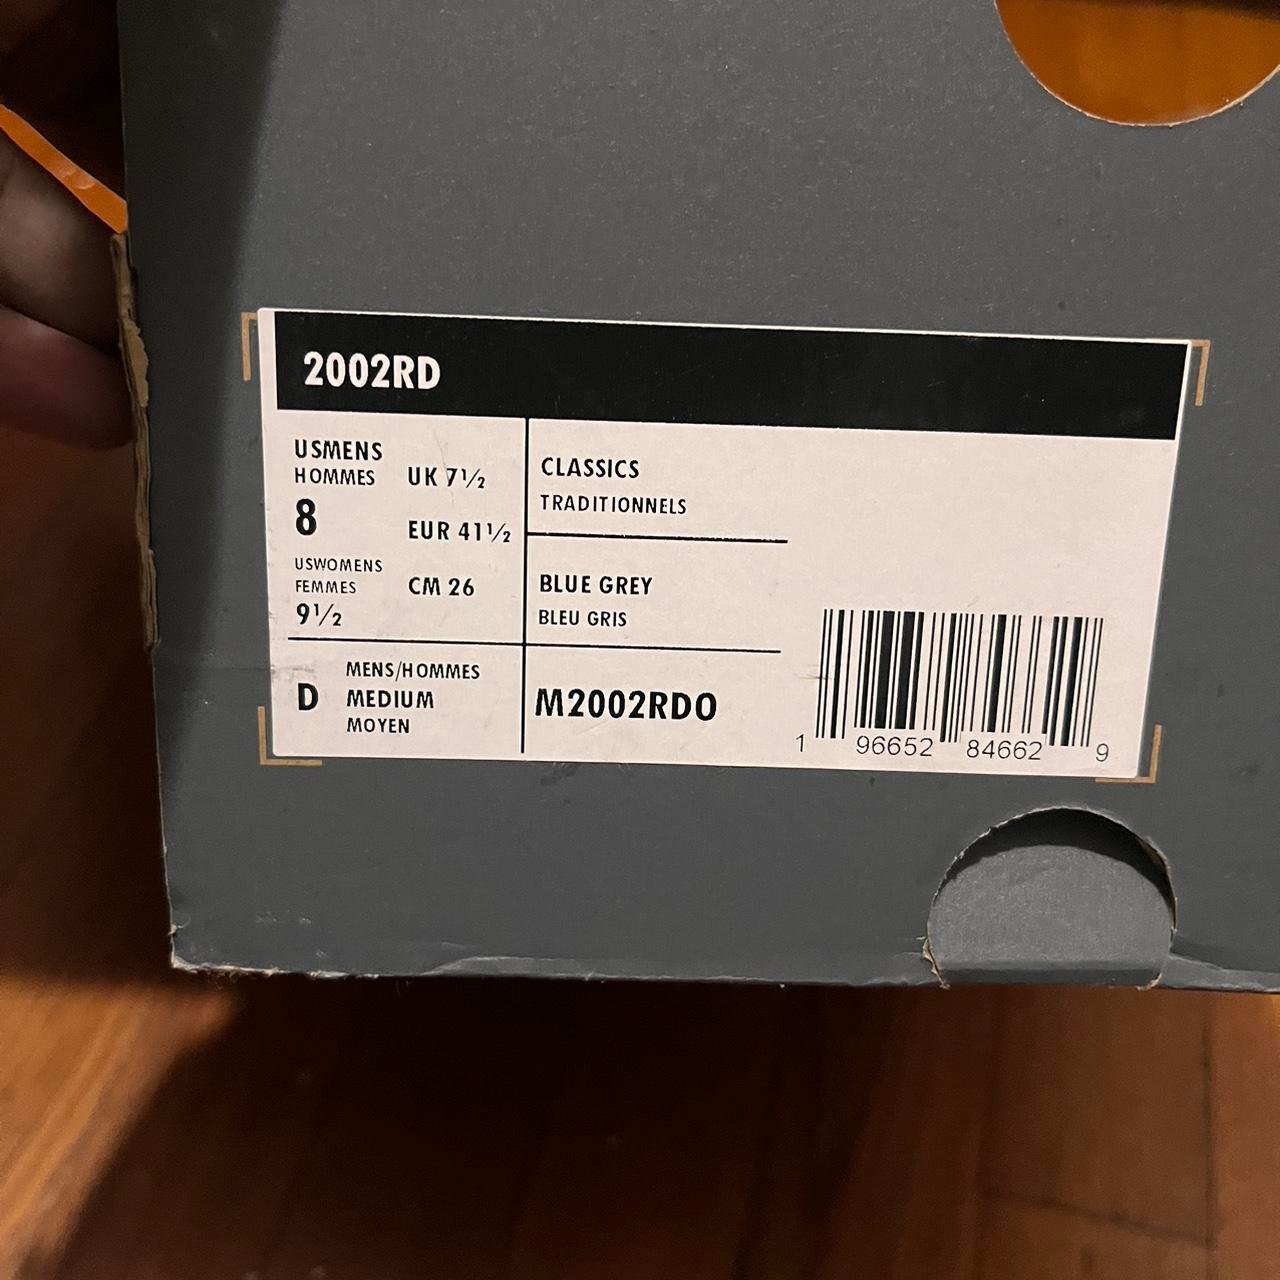 2002RD
USMENS
HOMMES
8
USWOMENS
FEMMES
9½
UK 7½
EUR 41½
CM 26
CLASSICS
TRADITIONNELS
BLUE GREY
BLEU GRIS
D
MENS/HOMMES
MEDIUM
MOYEN
M2002RDO
1 96652 84662 9